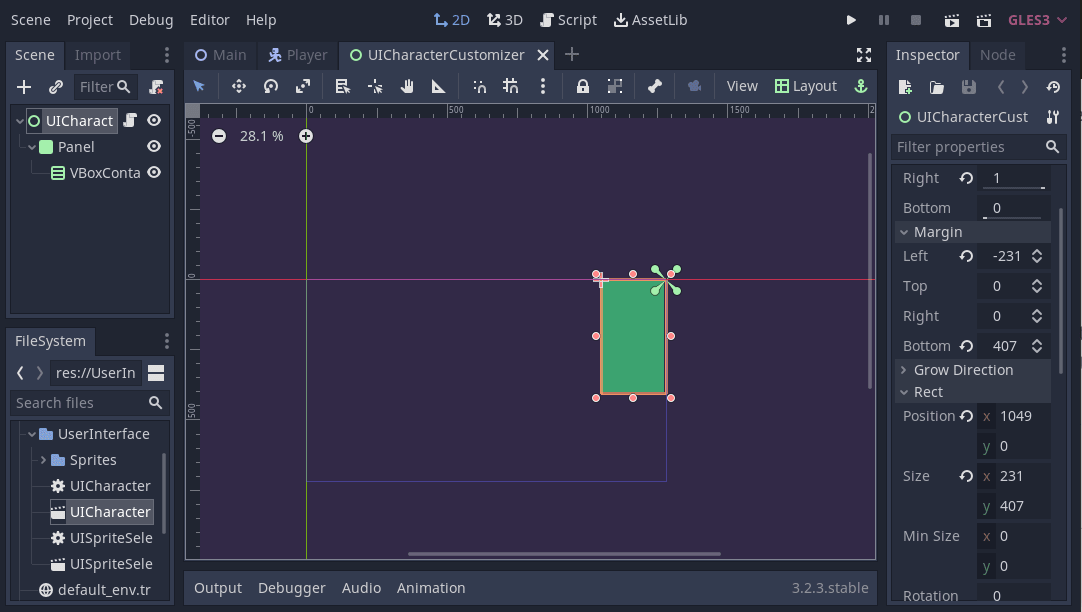 Scene Project Debug Editor Help 2D 3D Script AssetLib GLES3
Scene Import Main Player UICharacterCustomizer Inspector Node
Filter View Layout
UICharact
Panel
VBoxConta
FileSystem
res://UserIn
Search files
UserInterface
Sprites
UICharacter
UICharacter
UISpriteSele
UISpriteSele
default_env.tr
0 500 1000 1500 2
-500
0
500
28.1 %
Output Debugger Audio Animation 3.2.3.stable
UICharacterCust
Filter properties
Right 1
Bottom 0
Margin
Left -231
Top 0
Right 0
Bottom 407
Grow Direction
Rect
Position x 1049
y 0
Size x 231
y 407
Min Size x 0
y 0
Rotation 0